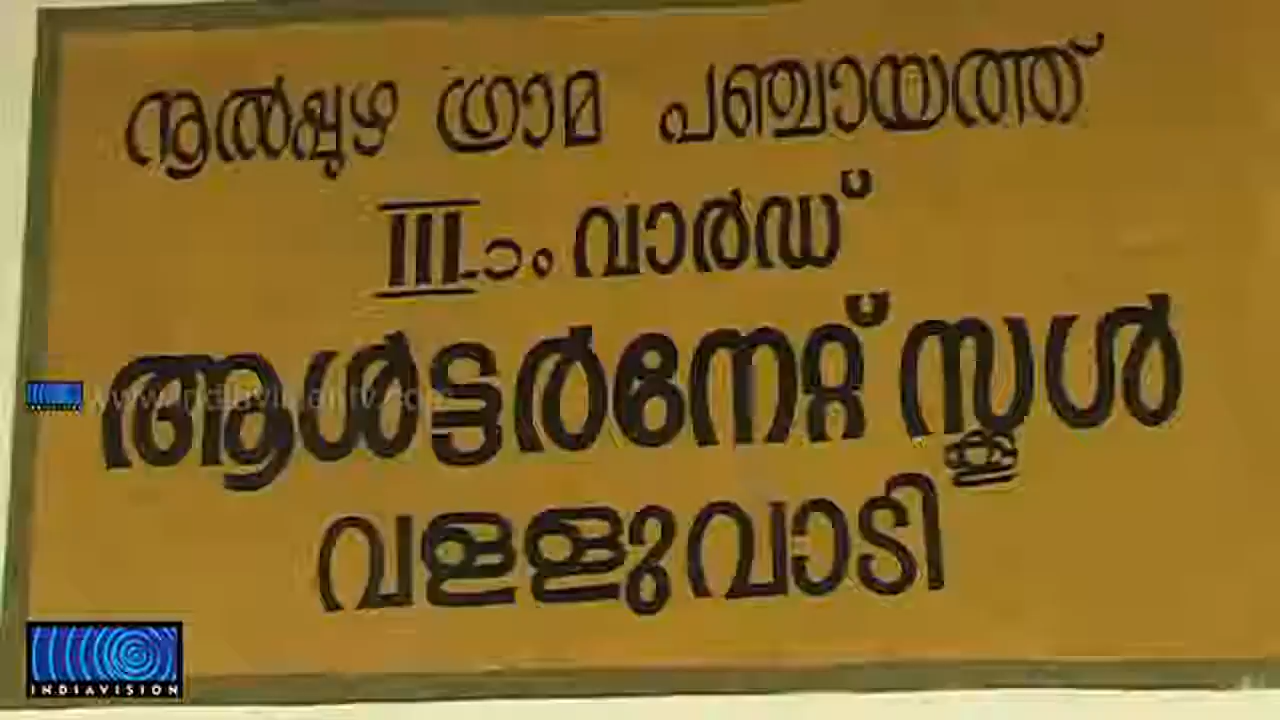 നൂൽപ്പുഴ ഗ്രാമ പഞ്ചായത്ത്
III-ാം വാർഡ്
ആൾട്ടർനേറ്റ് സ്കൂൾ
വള്ളുവാടി
INDIAVISION